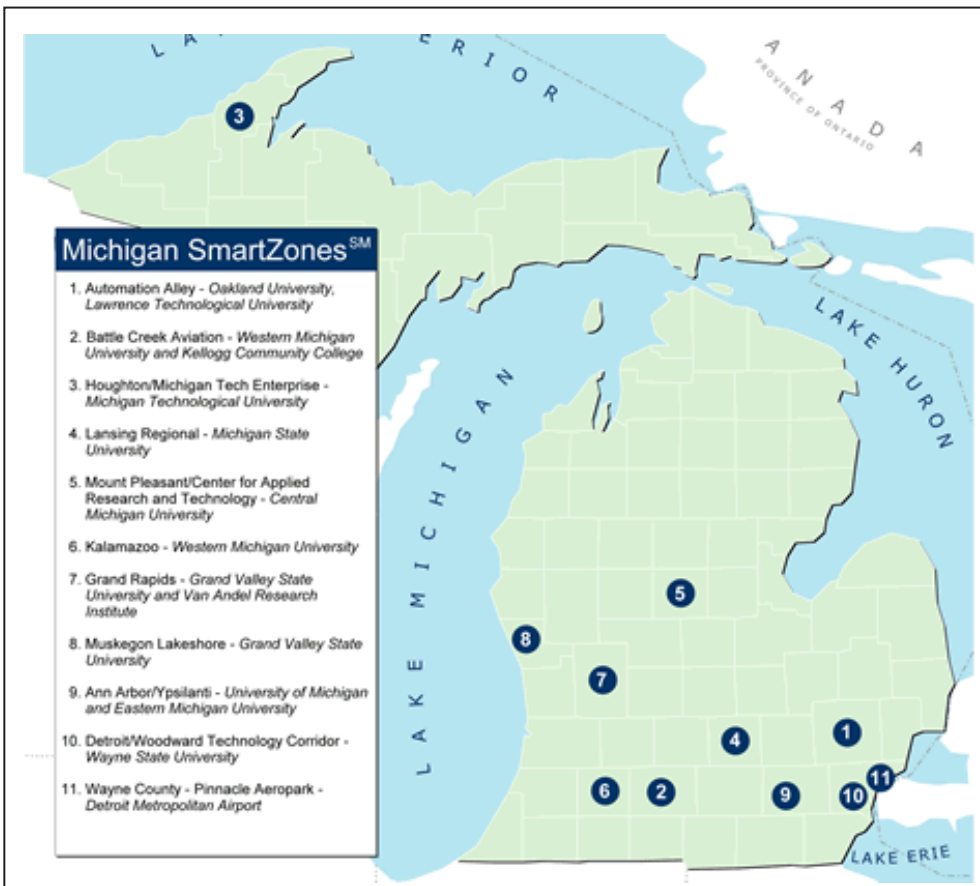 LA
ERIOR
ANADA
PROVINCE OF ONTARIO
3
Michigan SmartZones℠
1. Automation Alley - Oakland University,
Lawrence Technological University
2. Battle Creek Aviation - Western Michigan
University and Kellogg Community College
3. Houghton/Michigan Tech Enterprise -
Michigan Technological University
4. Lansing Regional - Michigan State
University
5. Mount Pleasant/Center for Applied
Research and Technology - Central
Michigan University
6. Kalamazoo - Western Michigan University
7. Grand Rapids - Grand Valley State
University and Van Andel Research
Institute
8. Muskegon Lakeshore - Grand Valley State
University
9. Ann Arbor/Ypsilanti - University of Michigan
and Eastern Michigan University
10. Detroit/Woodward Technology Corridor -
Wayne State University
11. Wayne County - Pinnacle Aeropark -
Detroit Metropolitan Airport
LAKE MICHIGAN
LAKE HURON
5
8
7
4
1
11
6
2
9
10
LAKE ERIE